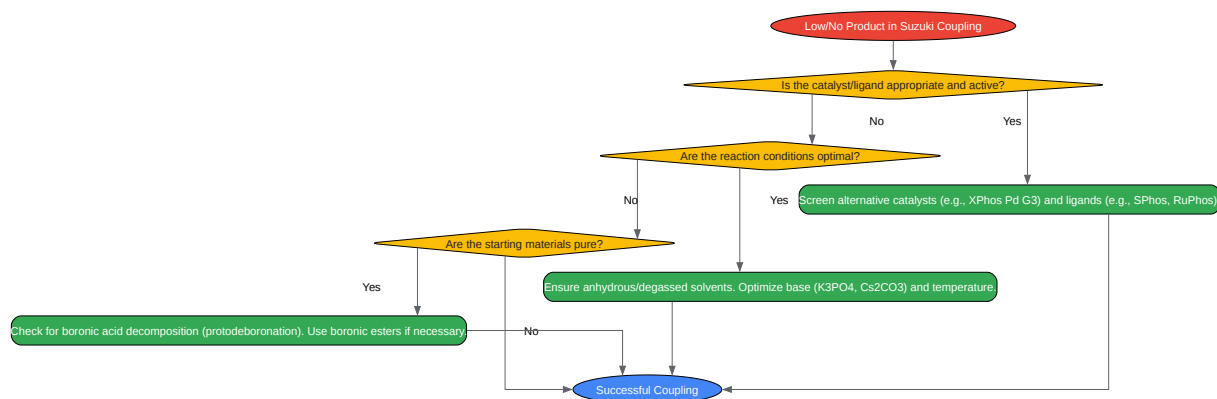 Low/No Product in Suzuki Coupling
Is the catalyst/ligand appropriate and active?
No
Yes
Are the reaction conditions optimal?
No
Yes
Screen alternative catalysts (e.g., XPhos Pd G3) and ligands (e.g., SPhos, RuPhos)
Are the starting materials pure?
Yes
Ensure anhydrous/degassed solvents. Optimize base (K3PO4, Cs2CO3) and temperature.
Check for boronic acid decomposition (protodeboronation). Use boronic esters if necessary.
No
Successful Coupling